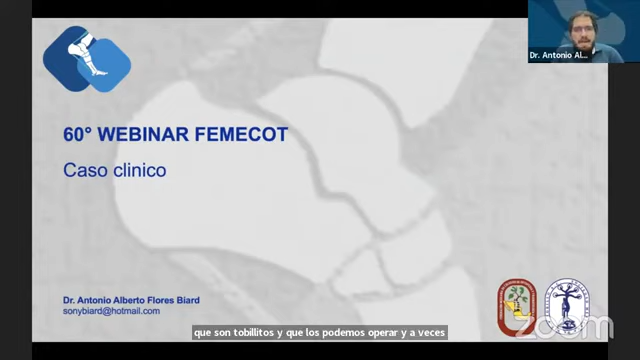 Dr. Antonio Al...
60° WEBINAR FEMECOT
Caso clinico
Dr. Antonio Alberto Flores Biard
sonybiard@hotmail.com
zoom
que son tobillitos y que los podemos operar y a veces